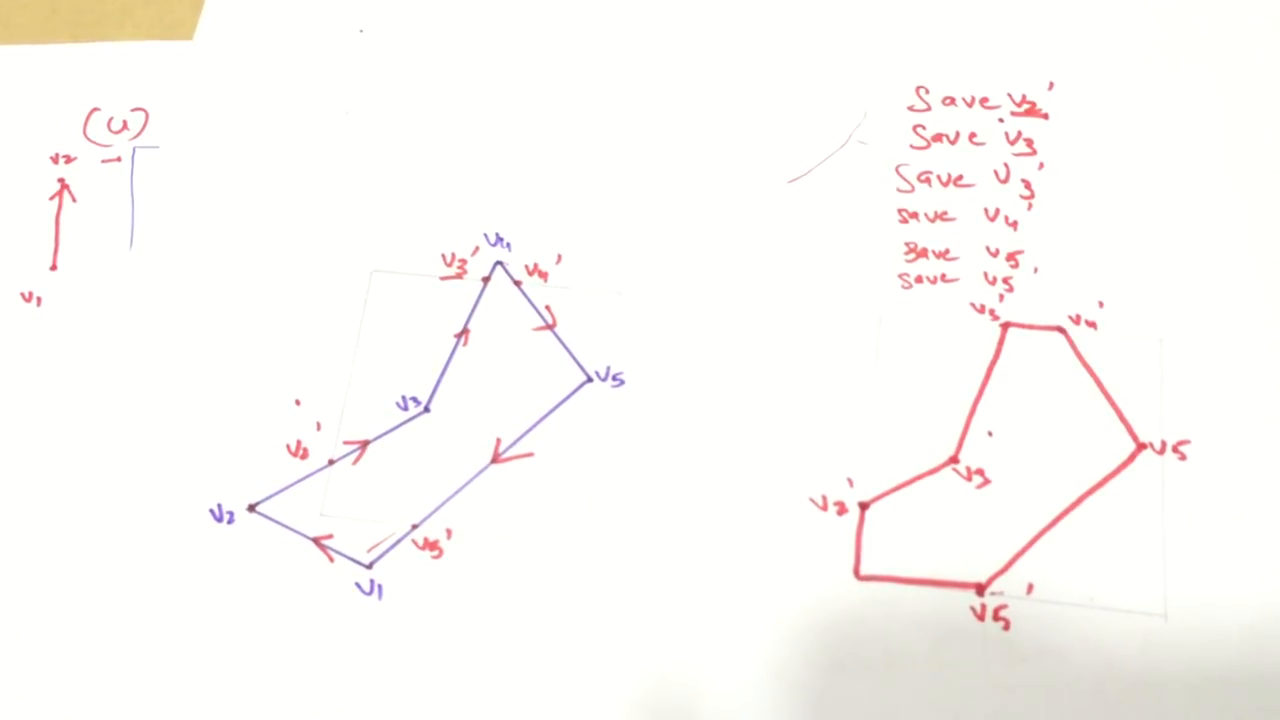 (u)
v2
v1
Save v2'
Save v3
Save v3'
save v4'
save v5
save v5'
v4
v3'
v4'
v5
v3
v2'
v2
v5'
v1
v3'
v4'
v5
v3
v2'
v5'